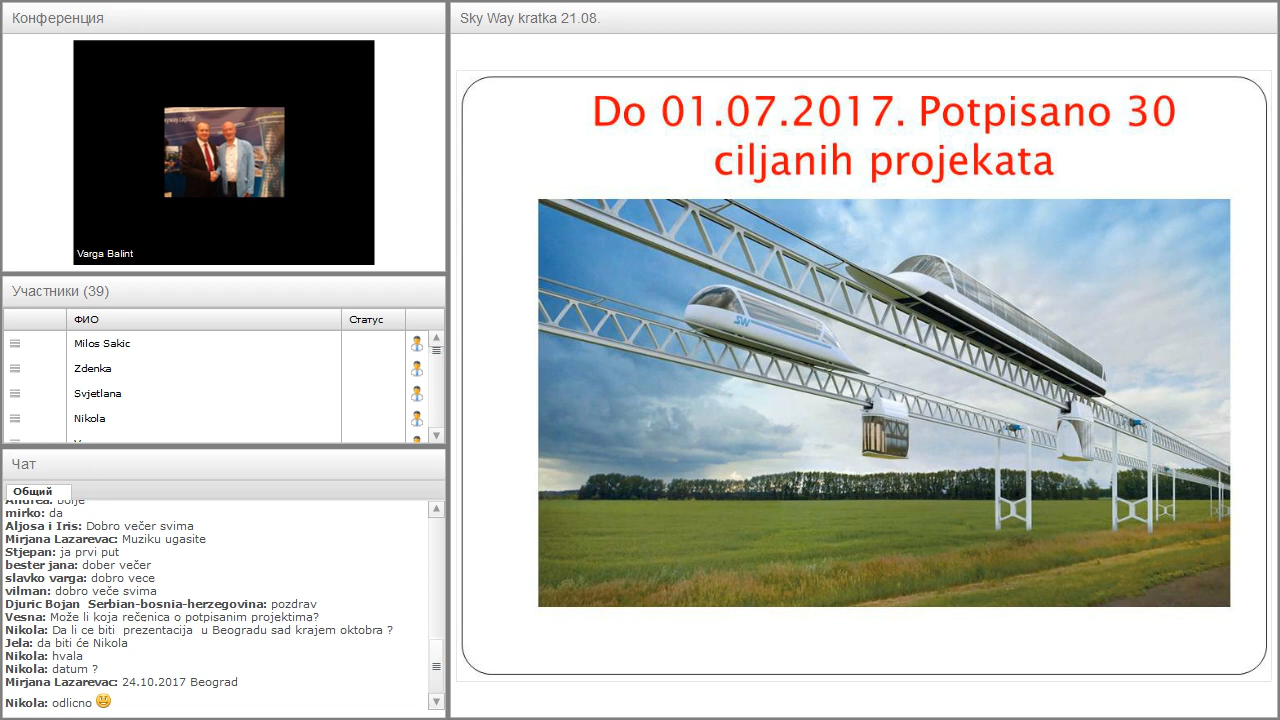 Конференция
Varga Balint
Участники (39)
ФИО Статус
Milos Sakic
Zdenka
Svjetlana
Nikola
Чат
Общий
Andrea: bolje
mirko: da
Aljosa i Iris: Dobro večer svima
Mirjana Lazarevac: Muziku ugasite
Stjepan: ja prvi put
bester jana: dober večer
slavko varga: dobro vece
vilman: dobro veče svima
Djuric Bojan Serbian-bosnia-herzegovina: pozdrav
Vesna: Može li koja rečenica o potpisanim projektima?
Nikola: Da li ce biti prezentacija u Beogradu sad krajem oktobra ?
Jela: da biti će Nikola
Nikola: hvala
Nikola: datum ?
Mirjana Lazarevac: 24.10.2017 Beograd
Nikola: odlicno
Sky Way kratka 21.08.
Do 01.07.2017. Potpisano 30
ciljanih projekata
SW